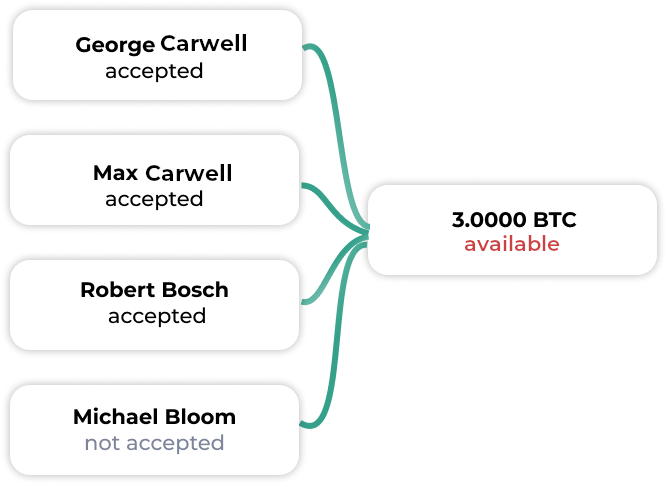 George Carwell
accepted
Max Carwell
accepted
Robert Bosch
accepted
Michael Bloom
not accepted
3.0000 BTC
available